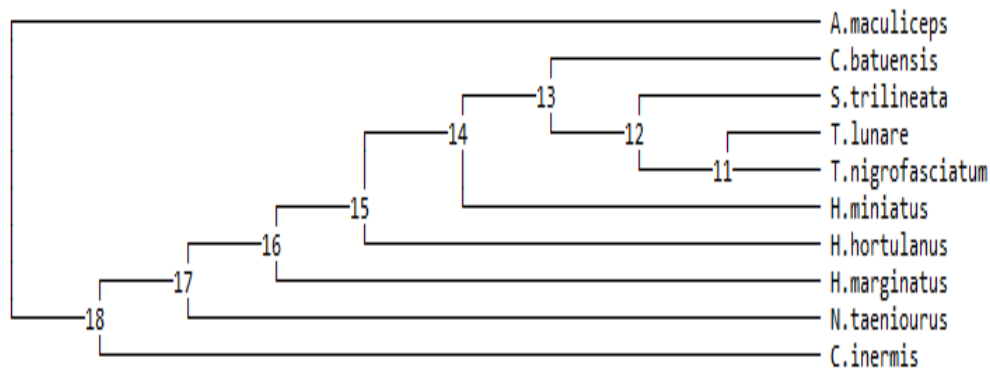 A.maculiceps
C.batuensis
13 S.trilineata
14 12 T.lunare
11 T.nigrofasciatum
15 H.miniatus
16 H.hortulanus
17 H.marginatus
18 N.taeniourus
C.inermis